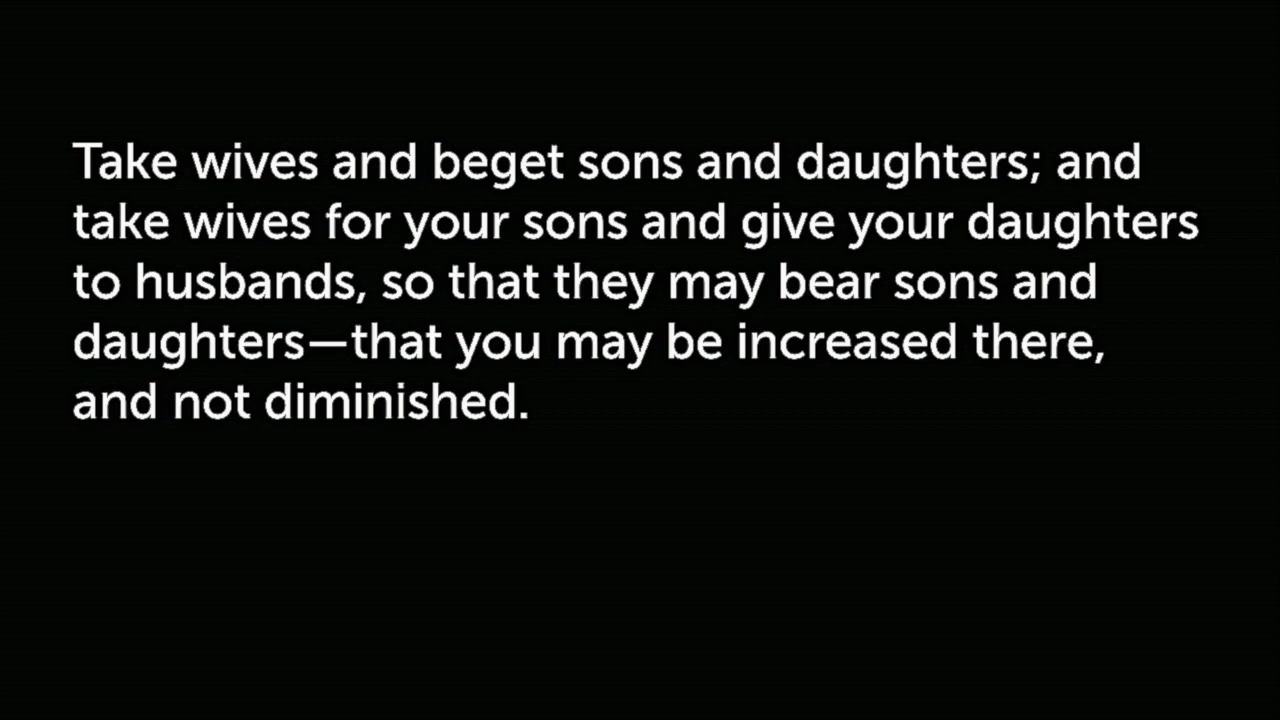 Take wives and beget sons and daughters; and
take wives for your sons and give your daughters
to husbands, so that they may bear sons and
daughters—that you may be increased there,
and not diminished.